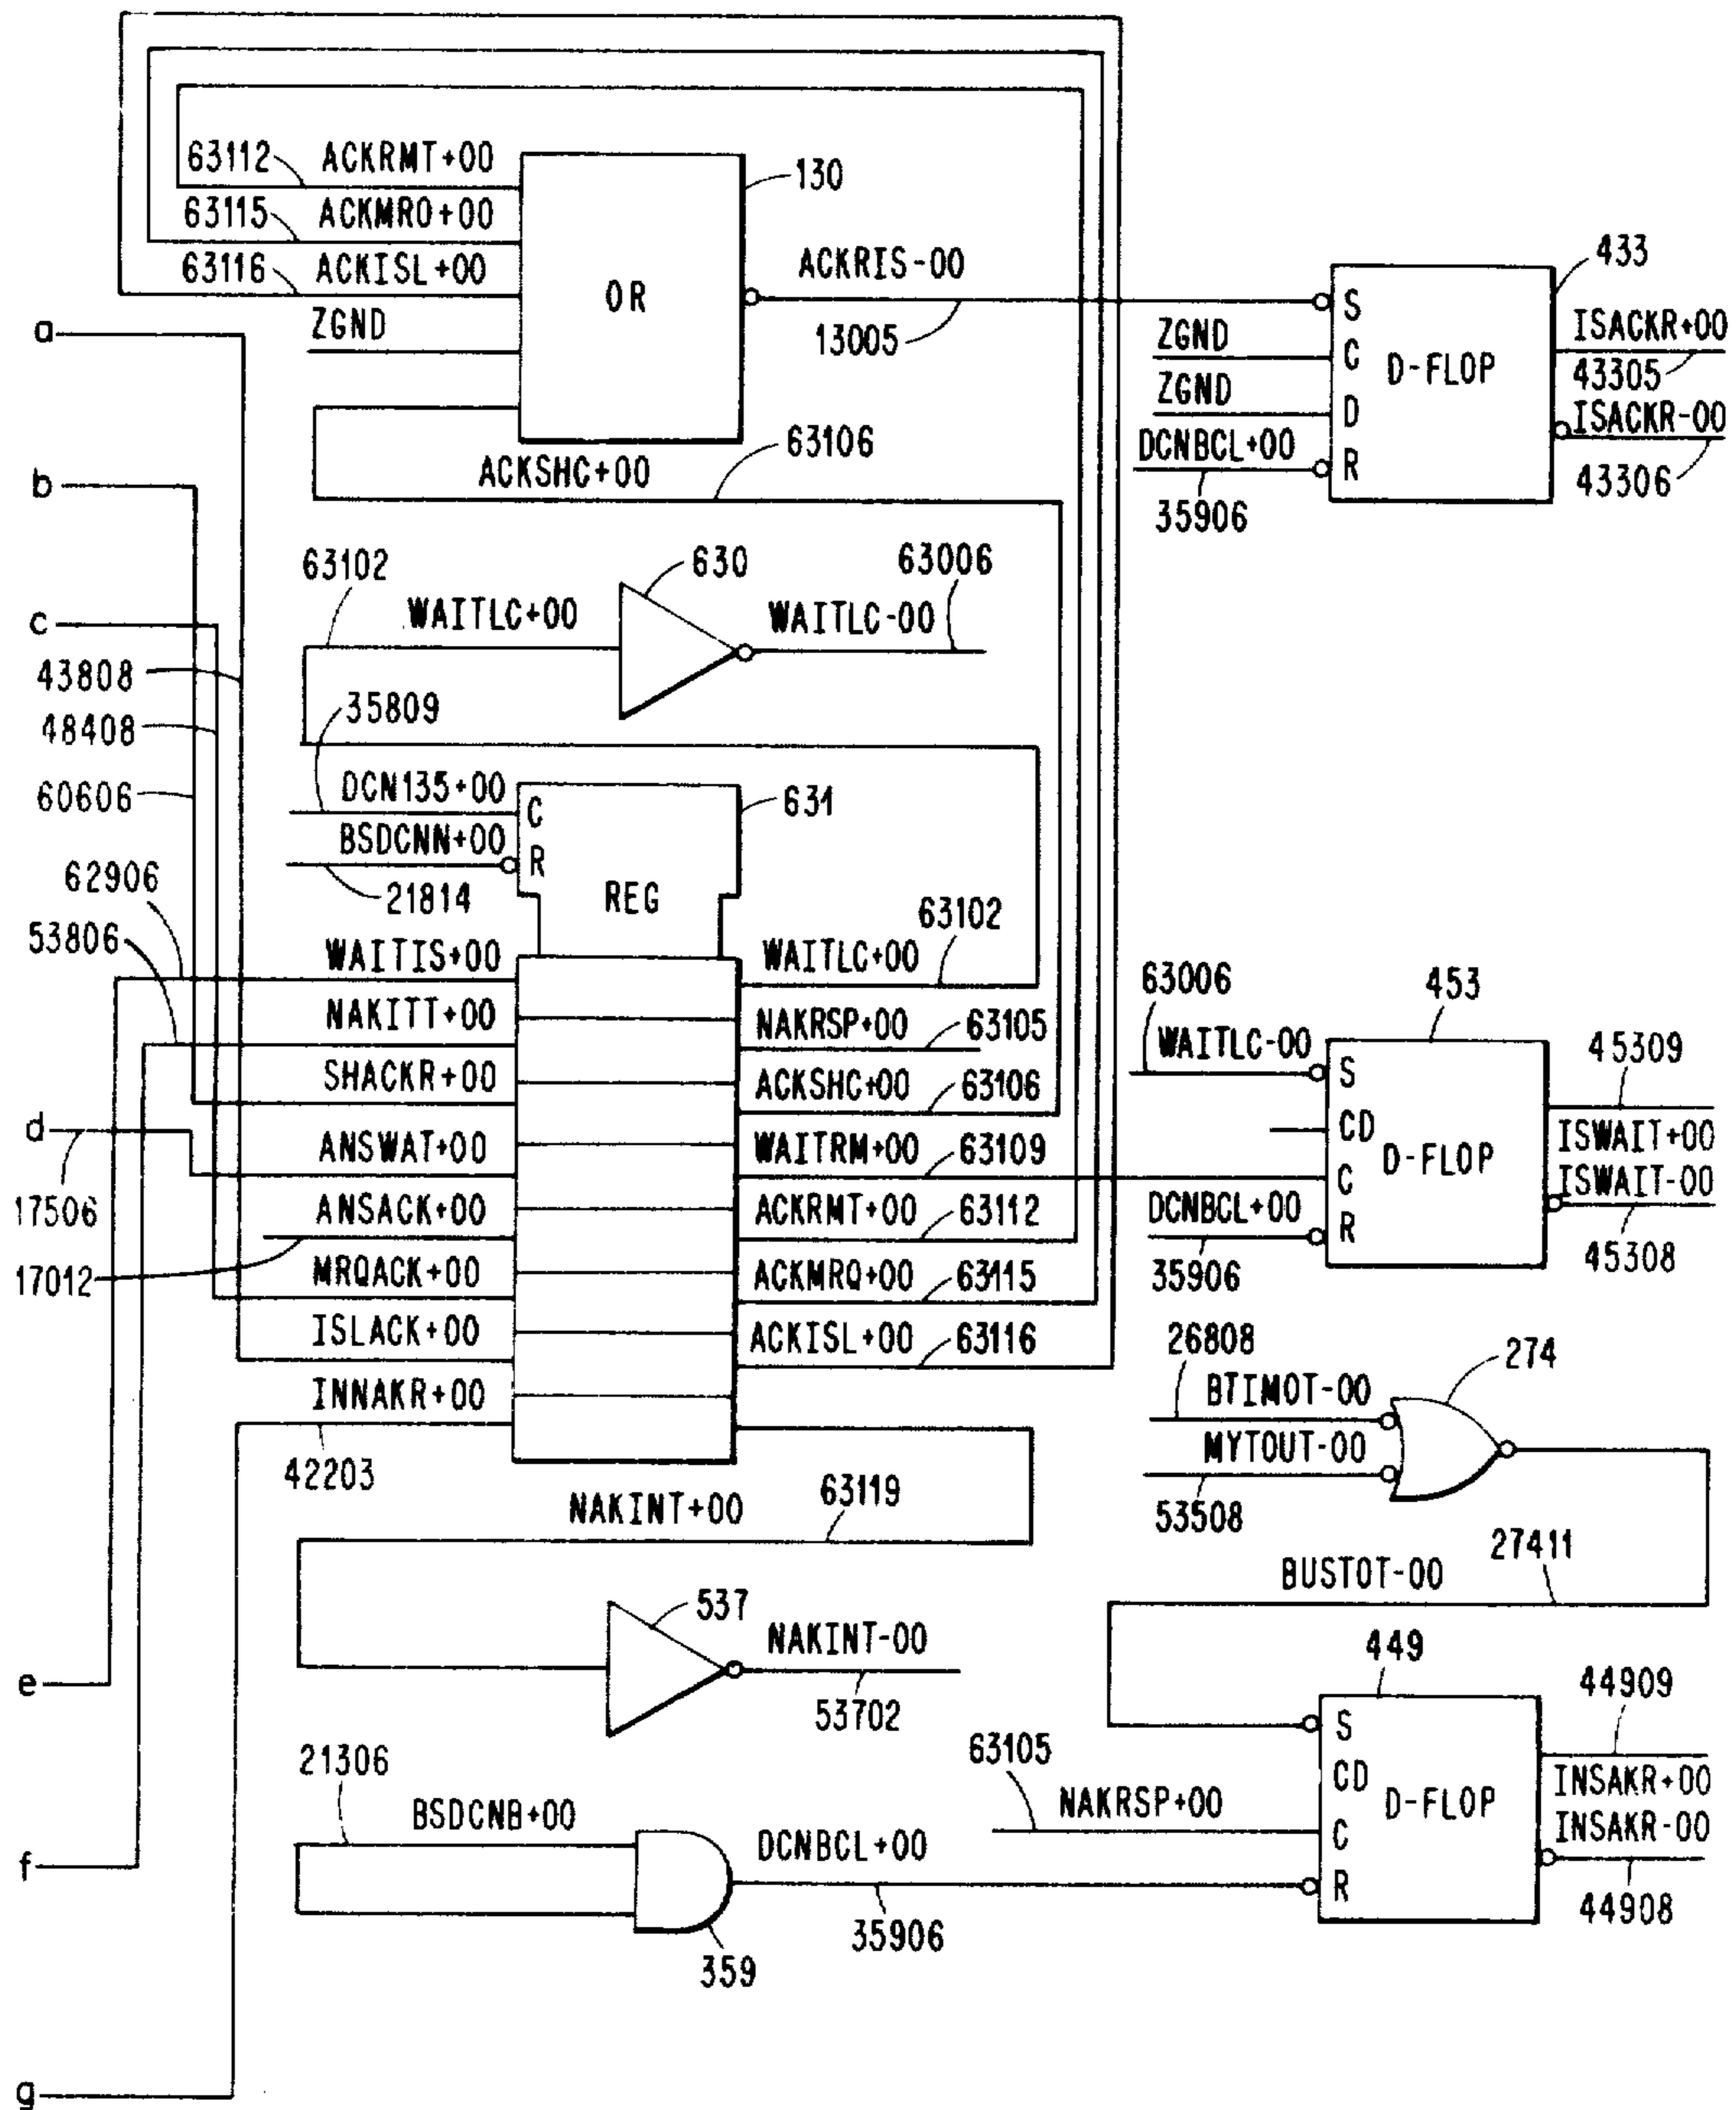 63112 ACKRMT+00
130
63115 ACKMRO+00
63116 ACKISL+00
OR
ACKRIS-00
433
ZGND
13005
S
ISACKR+00
a
ZGND
C
D-FLOP
43305
ZGND
D
ISACKR-00
DCNBCL+00
R
43306
63106
ACKSHC+00
35906
b
63102
630
63006
WAITLC+00
WAITLC-00
c
43808
35809
48408
60606
DCN135+00
C
631
BSDCNN+00
R
62906
21814
REG
63102
53806
WAITIS+00
WAITLC+00
63006
453
NAKITT+00
NAKRSP+00
63105
WAITLC-00
S
45309
SHACKR+00
ACKSHC+00
63106
CD
ISWAIT+00
d
ANSWAT+00
WAITRM+00
63109
D-FLOP
C
ISWAIT-00
17506
ANSACK+00
ACKRMT+00
63112
DCNBCL+00
R
17012
MRQACK+00
ACKMRQ+00
63115
35906
45308
ISLACK+00
ACKISL+00
63116
26808
274
INNAKR+00
BTIMOT-00
42203
MYTOUT-00
63119
53508
NAKINT+00
27411
BUSTOT-00
537
NAKINT-00
449
44909
e
53702
S
63105
CD
INSAKR+00
21306
NAKRSP+00
D-FLOP
INSAKR-00
BSDCNB+00
DCNBCL+00
C
f
R
35906
44908
359
g